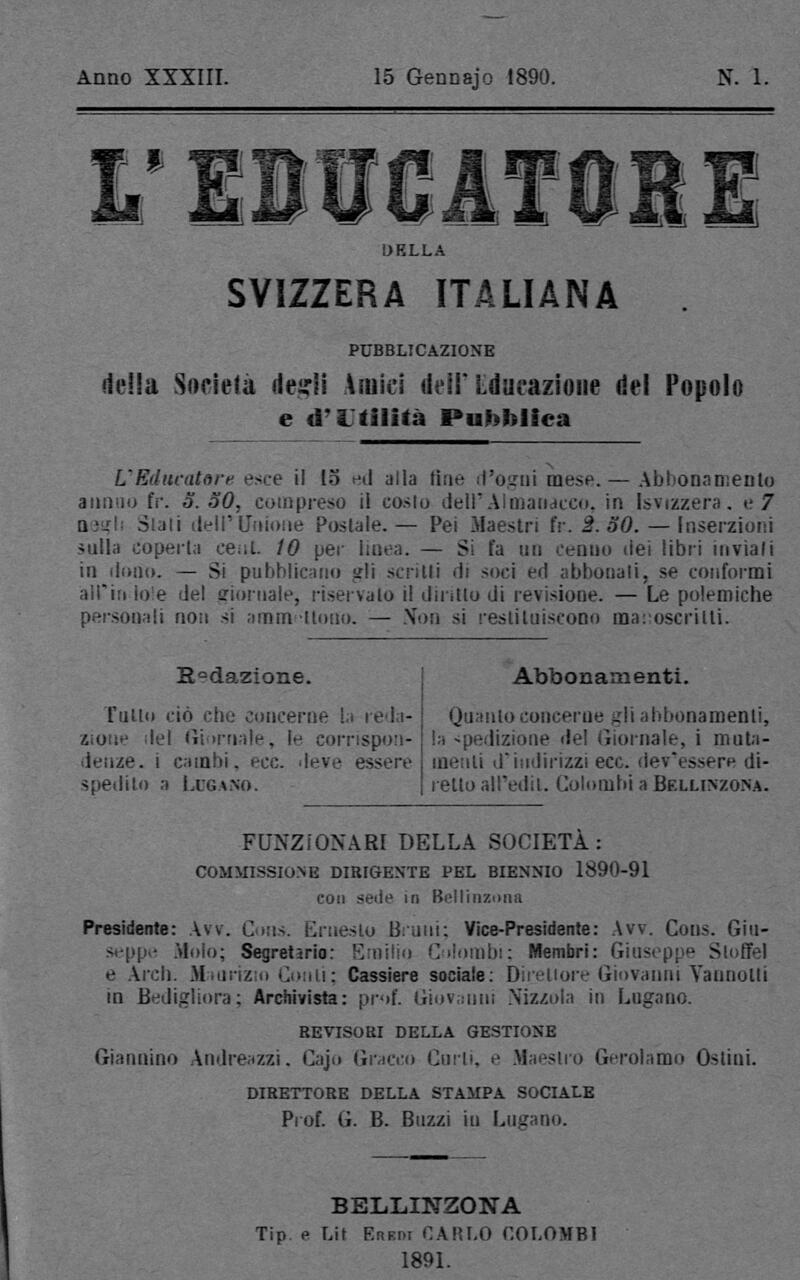 Anno XXXIII. 15 Gennajo 1890. N. 1.
L'EDUCATORE
DELLA
SVIZZERA ITALIANA
PUBBLICAZIONE
della Società degli Amici dell'Educazione del Popolo
e d'Utilità Pubblica
L'Educatore esce il 15 ed alla fine d'ogni mese. — Abbonamento
annuo fr. 5. 50, compreso il costo dell'Almanacco, in Isvizzera, e 7
negli Stati dell'Unione Postale. — Pei Maestri fr. 2. 50. — Inserzioni
sulla coperta cent. 10 per linea. — Si fa un cenno dei libri inviati
in dono. — Si pubblicano gli scritti di soci ed abbonati, se conformi
all'indole del giornale, riservato il diritto di revisione. — Le polemiche
personali non si ammettono. — Non si restituiscono manoscritti.
Redazione.
Tutto ciò che concerne la reda-
zione del Giornale, le corrispon-
denze, i cambi, ecc. deve essere
spedito a LUGANO.
Abbonamenti.
Quanto concerne gli abbonamenti,
la spedizione del Giornale, i muta-
menti d'indirizzi ecc. dev'essere di-
retto all'edit. Colombi a BELLINZONA.
FUNZIONARI DELLA SOCIETÀ:
COMMISSIONE DIRIGENTE PEL BIENNIO 1890-91
con sede in Bellinzona
Presidente: Avv. Cons. Ernesto Bruni; Vice-Presidente: Avv. Cons. Giu-
seppe Molo; Segretario: Emilio Colombi; Membri: Giuseppe Stoffel
e Arch. Maurizio Conti; Cassiere sociale: Direttore Giovanni Vannotti
in Bedigliora; Archivista: prof. Giovanni Nizzola in Lugano.
REVISORI DELLA GESTIONE
Giannino Andreazzi, Cajo Gracco Curti, e Maestro Gerolamo Ostini.
DIRETTORE DELLA STAMPA SOCIALE
Prof. G. B. Buzzi in Lugano.
BELLINZONA
Tip. e Lit EREDI CARLO COLOMBI
1891.